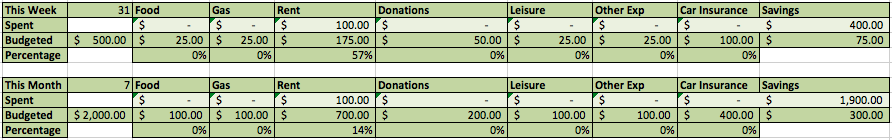 This Week 31 Food Gas Rent Donations Leisure Other Exp Car Insurance Savings
Spent $ - $ - $ 100.00 $ - $ - $ - $ - $ 400.00
Budgeted $ 500.00 $ 25.00 $ 25.00 $ 175.00 $ 50.00 $ 25.00 $ 25.00 $ 100.00 $ 75.00
Percentage 0% 0% 57% 0% 0% 0% 0%
This Month 7 Food Gas Rent Donations Leisure Other Exp Car Insurance Savings
Spent $ - $ - $ 100.00 $ - $ - $ - $ - $ 1,900.00
Budgeted $ 2,000.00 $ 100.00 $ 100.00 $ 700.00 $ 200.00 $ 100.00 $ 100.00 $ 400.00 $ 300.00
Percentage 0% 0% 14% 0% 0% 0% 0%